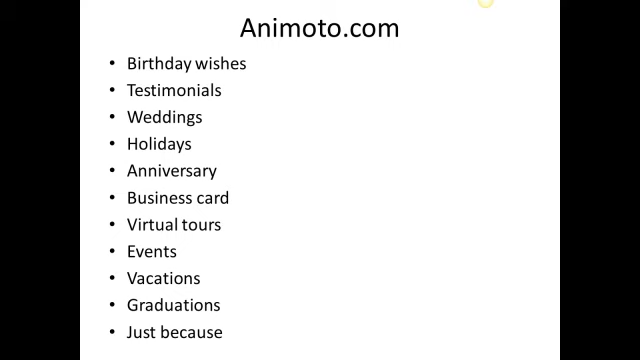 Animoto.com
• Birthday wishes
• Testimonials
• Weddings
• Holidays
• Anniversary
• Business card
• Virtual tours
• Events
• Vacations
• Graduations
• Just because